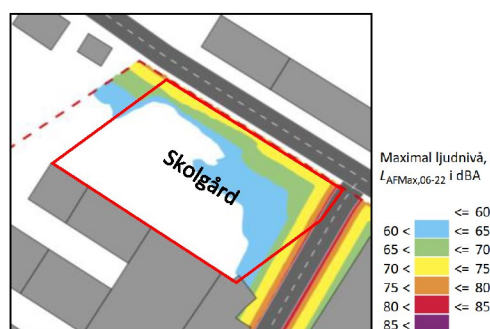 Skolgård
Maximal ljudnivå,
LAFMax,06-22 i dBA
<= 60
60 < <= 65
65 < <= 70
70 < <= 75
75 < <= 80
80 < <= 85
85 <